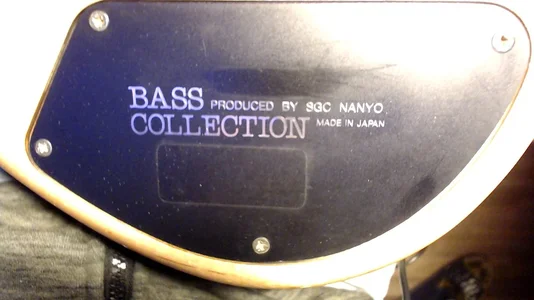 BASS PRODUCED BY SGC NANYO
COLLECTION MADE IN JAPAN